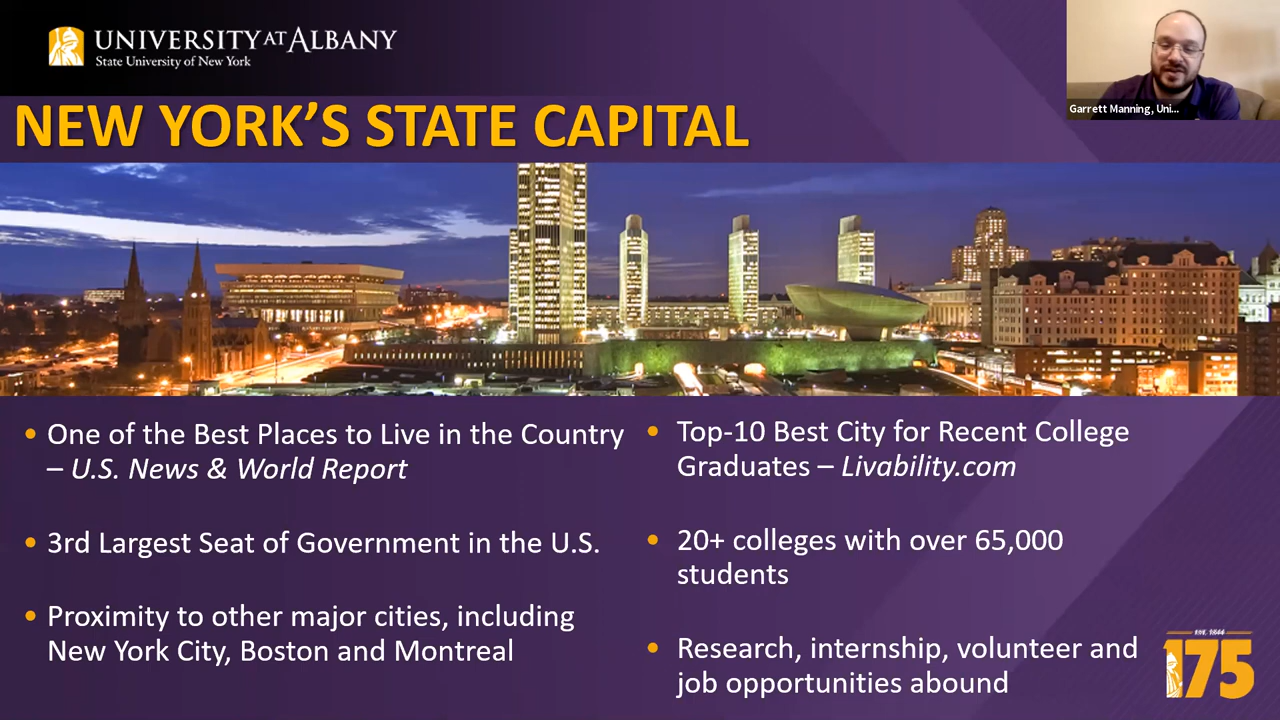 UNIVERSITY AT ALBANY
State University of New York
Garrett Manning, Uni...
NEW YORK'S STATE CAPITAL
• One of the Best Places to Live in the Country
– U.S. News & World Report
• 3rd Largest Seat of Government in the U.S.
• Proximity to other major cities, including
New York City, Boston and Montreal
• Top-10 Best City for Recent College
Graduates – Livability.com
• 20+ colleges with over 65,000
students
• Research, internship, volunteer and
job opportunities abound
EST. 1844
175